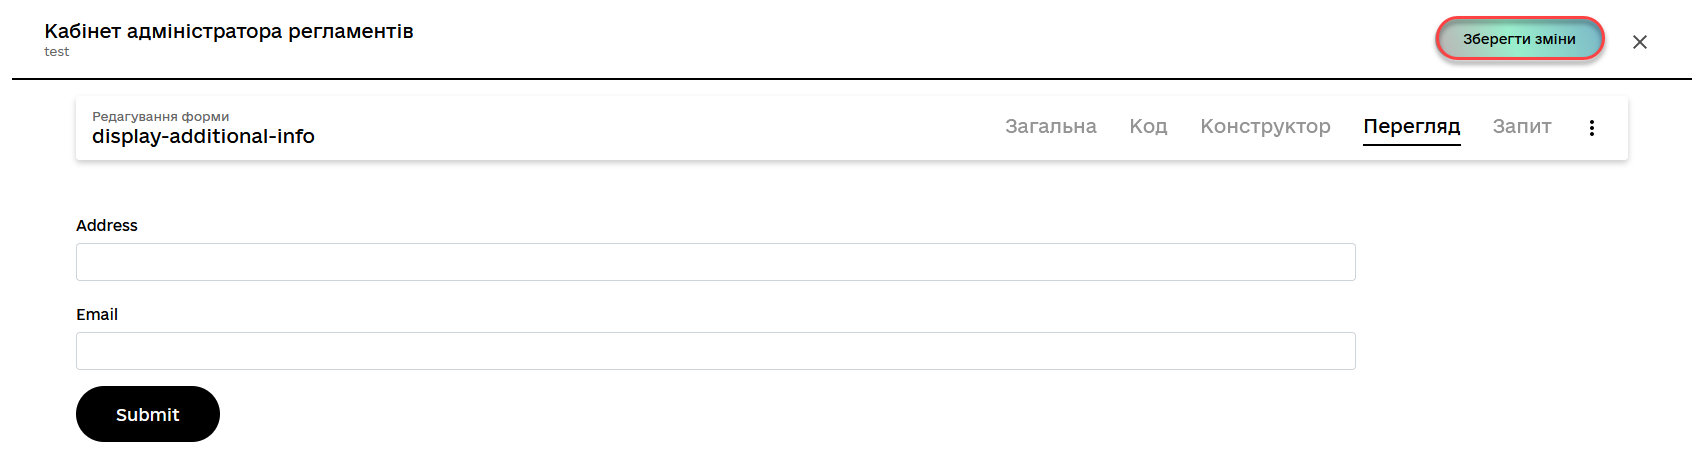 Кабінет адміністратора регламентів
test
Зберегти зміни
Редагування форми
display-additional-info
Загальна Код Конструктор Перегляд Запит
Address
Email
Submit